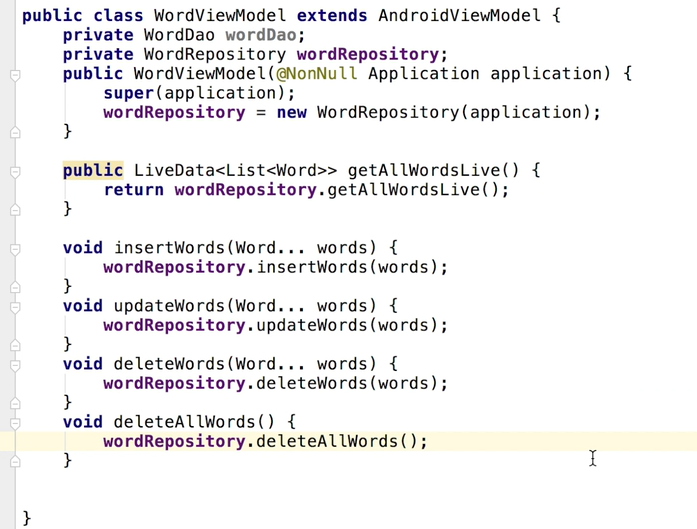 public class WordViewModel extends AndroidViewModel {
    private WordDao wordDao;
    private WordRepository wordRepository;
    public WordViewModel(@NonNull Application application) {
        super(application);
        wordRepository = new WordRepository(application);
    }

    public LiveData<List<Word>> getAllWordsLive() {
        return wordRepository.getAllWordsLive();
    }

    void insertWords(Word... words) {
        wordRepository.insertWords(words);
    }
    void updateWords(Word... words) {
        wordRepository.updateWords(words);
    }
    void deleteWords(Word... words) {
        wordRepository.deleteWords(words);
    }
    void deleteAllWords() {
        wordRepository.deleteAllWords();
    }


}